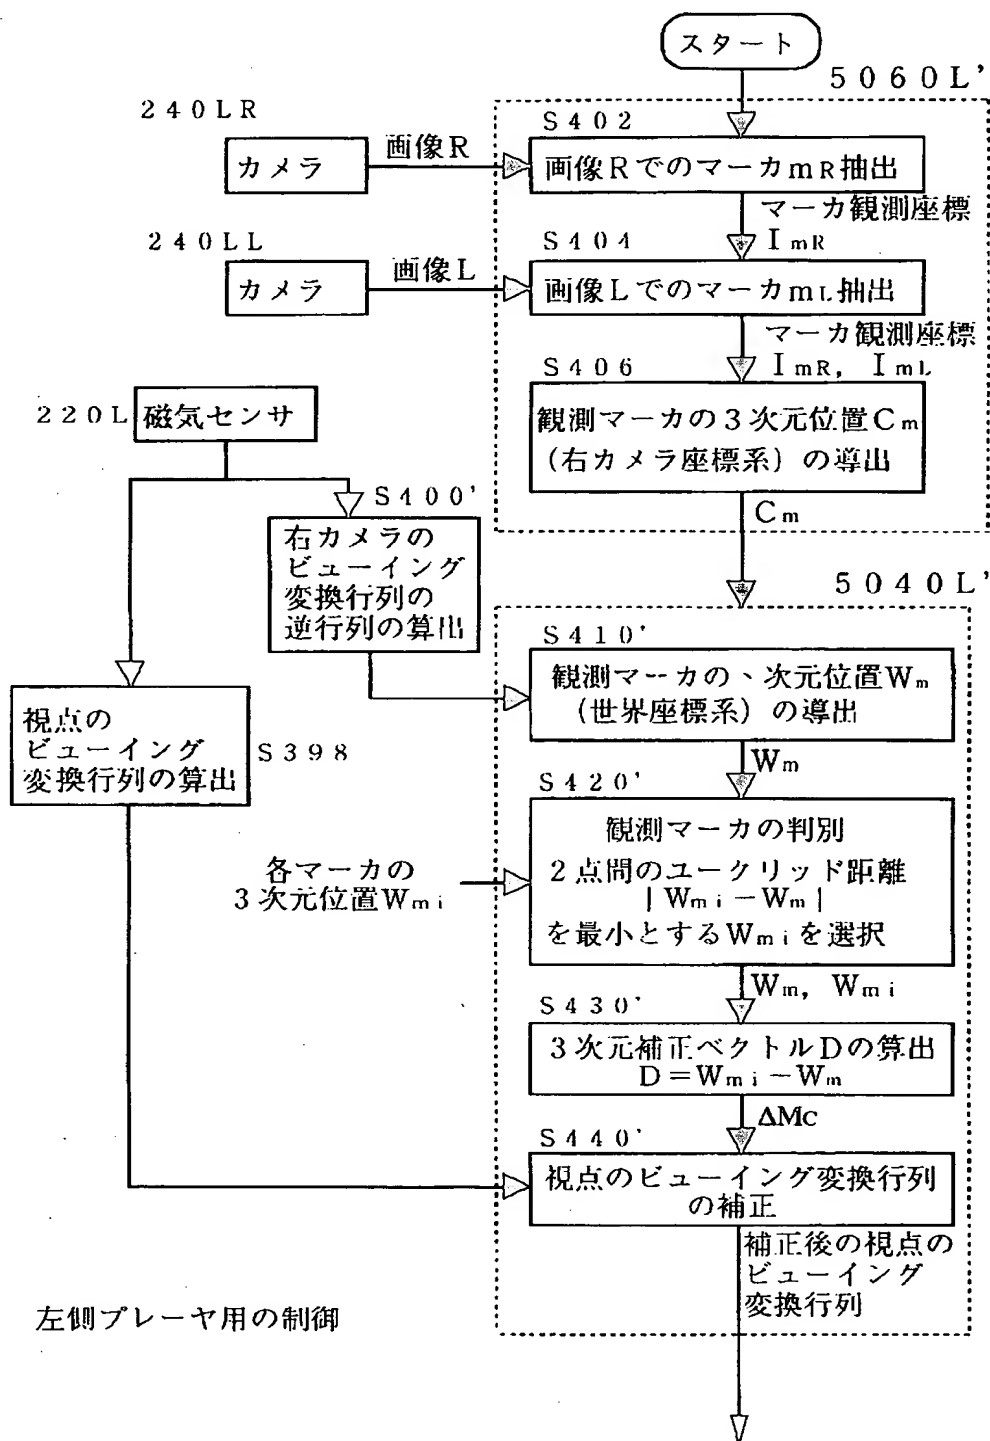 スタート
5060L'
240LR
カメラ
画像R
S402
画像RでのマーカmR抽出
マーカ観測座標
ImR
240LL
カメラ
画像L
S404
画像LでのマーカmL抽出
マーカ観測座標
ImR, ImL
S406
観測マーカの3次元位置Cm
(右カメラ座標系)の導出
Cm
220L
磁気センサ
S400'
右カメラの
ビューイング
変換行列の
逆行列の算出
視点の
ビューイング
変換行列の算出
S398
5040L'
S410'
観測マーカの、次元位置Wm
(世界座標系)の導出
Wm
S420'
観測マーカの判別
2点間のユークリッド距離
|Wmi-Wm|
を最小とするWmiを選択
各マーカの
3次元位置Wmi
Wm, Wmi
S430'
3次元補正ベクトルDの算出
D=Wmi-Wm
ΔMc
S440'
視点のビューイング変換行列
の補正
補正後の視点の
ビューイング
変換行列
左側プレーヤ用の制御